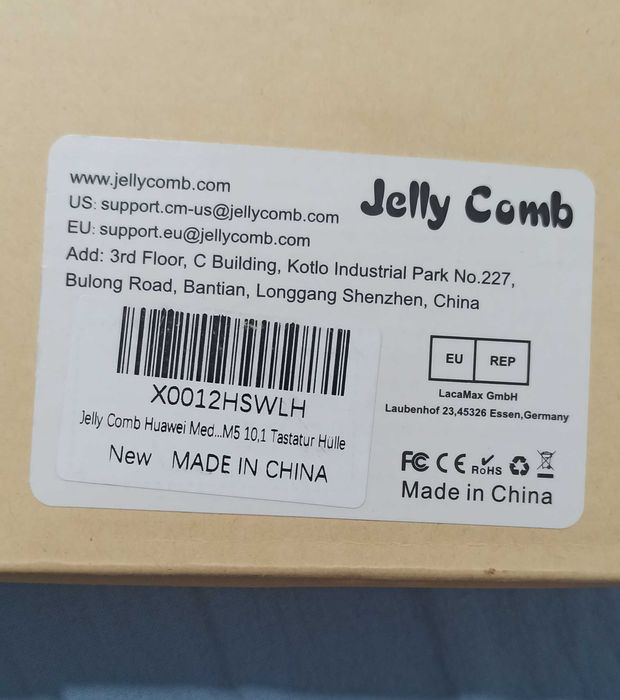 Jelly Comb
www.jellycomb.com
US: support.cm-us@jellycomb.com
EU: support.eu@jellycomb.com
Add: 3rd Floor, C Building, Kotlo Industrial Park No.227,
Bulong Road, Bantian, Longgang Shenzhen, China
X0012HSWLH
Jelly Comb Huawei Med...M5 10,1 Tastatur Hülle
New MADE IN CHINA
EU REP
LacaMax GmbH
Laubenhof 23,45326 Essen,Germany
FC CE RoHS
Made in China